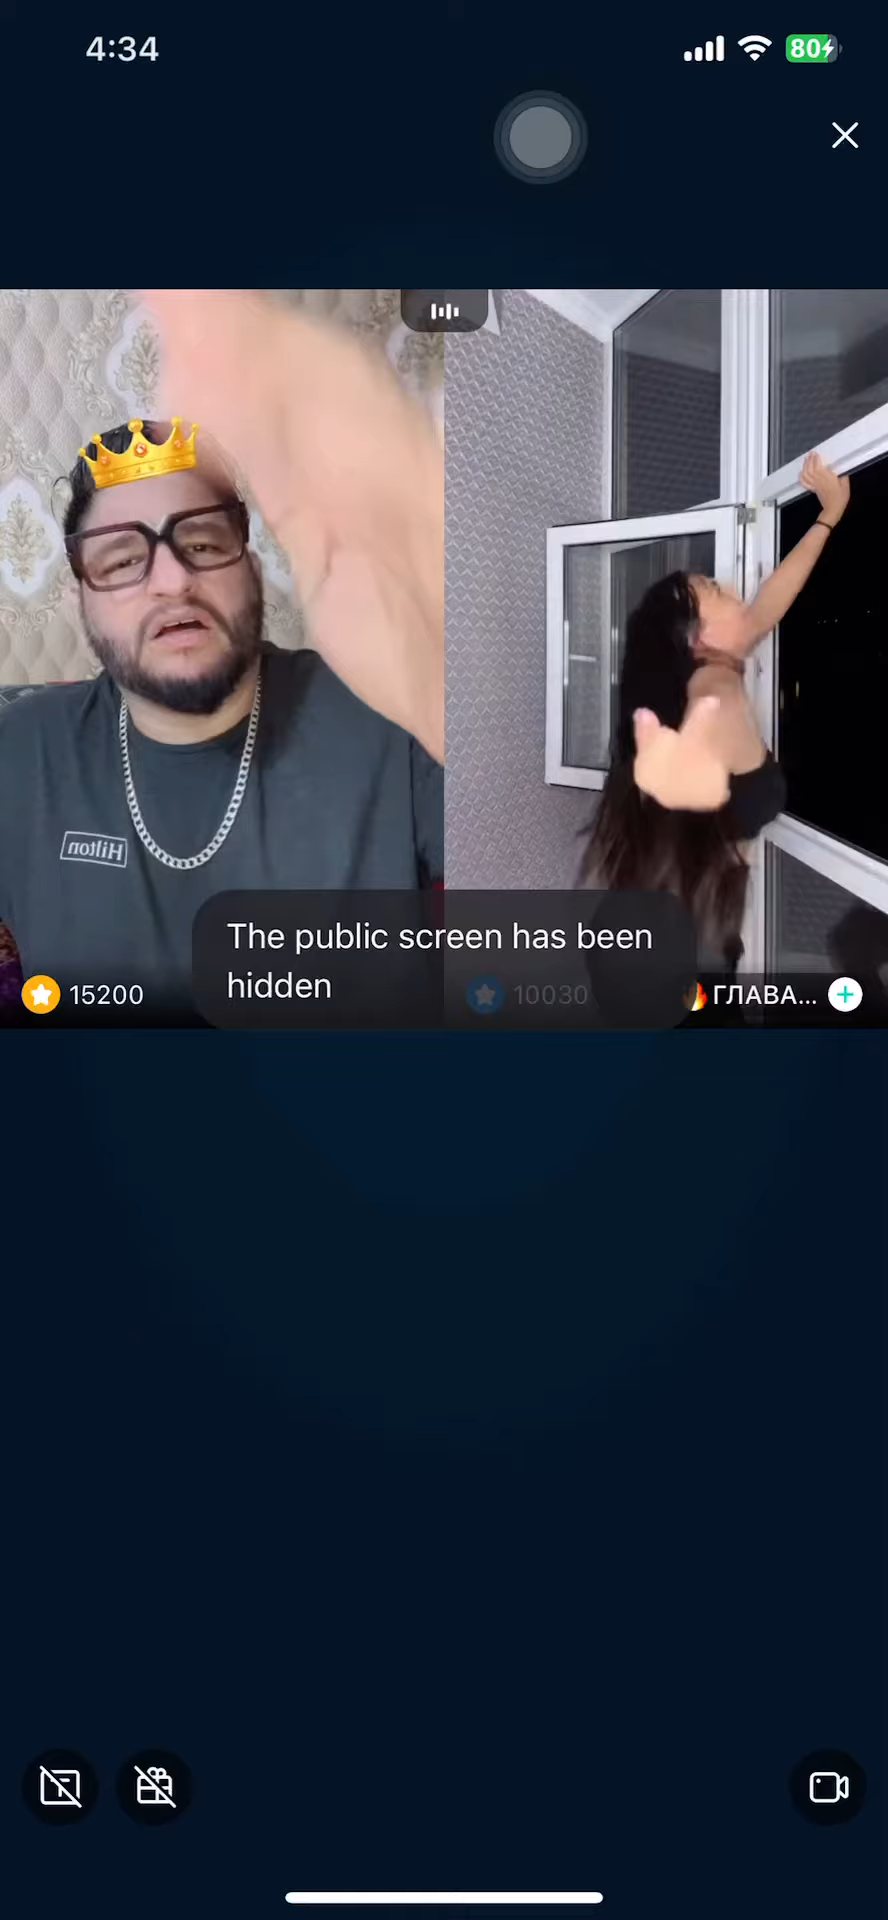 4:34
80
Hilton
The public screen has been
hidden
15200
10030
🔥ГЛАВА...